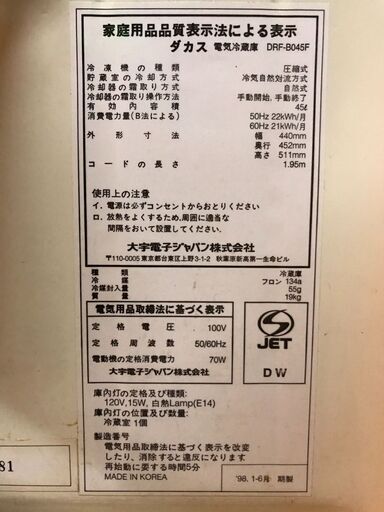 家庭用品品質表示法による表示
ダカス 電気冷蔵庫 DRF-B045F
冷凍機の種類 圧縮式
貯蔵室の冷却方式 冷気自然対流方式
冷却器の霜取り方式 自然式
冷却器の霜取り操作方法 手動開始, 手動終了
有効内容積 45ℓ
消費電力量(B法による) 50Hz 22kWh/月
60Hz 21kWh/月
外形寸法 幅 440mm
奥行 452mm
高さ 511mm
コードの長さ 1.95m
使用上の注意
イ. 電源は必ずコンセントからおとり下さい.
ロ. 放熱をよくするため、周囲に適当な
間隔をおいて設置してください.
大宇電子ジャパン株式会社
〒110-0005 東京都台東区上野3-1-2 秋葉原新高第一生命ビル
種類 冷蔵庫
冷媒 フロン 134a
冷媒封入量 55g
質量 19kg
電気用品取締法に基づく表示
定格電圧 100V
定格周波数 50/60Hz
電動機の定格消費電力 70W
大宇電子ジャパン株式会社
S
JET
DW
庫内灯の定格及び種類:
120V,15W, 白熱Lamp(E14)
庫内灯の位置及び数量:
冷蔵室 1個
製造番号
電気用品取締法に基づく表示を改変
したり、消除すると違反になります
再始動に要する時間5分
MADE IN KOREA '98. 1-6月 期製
81